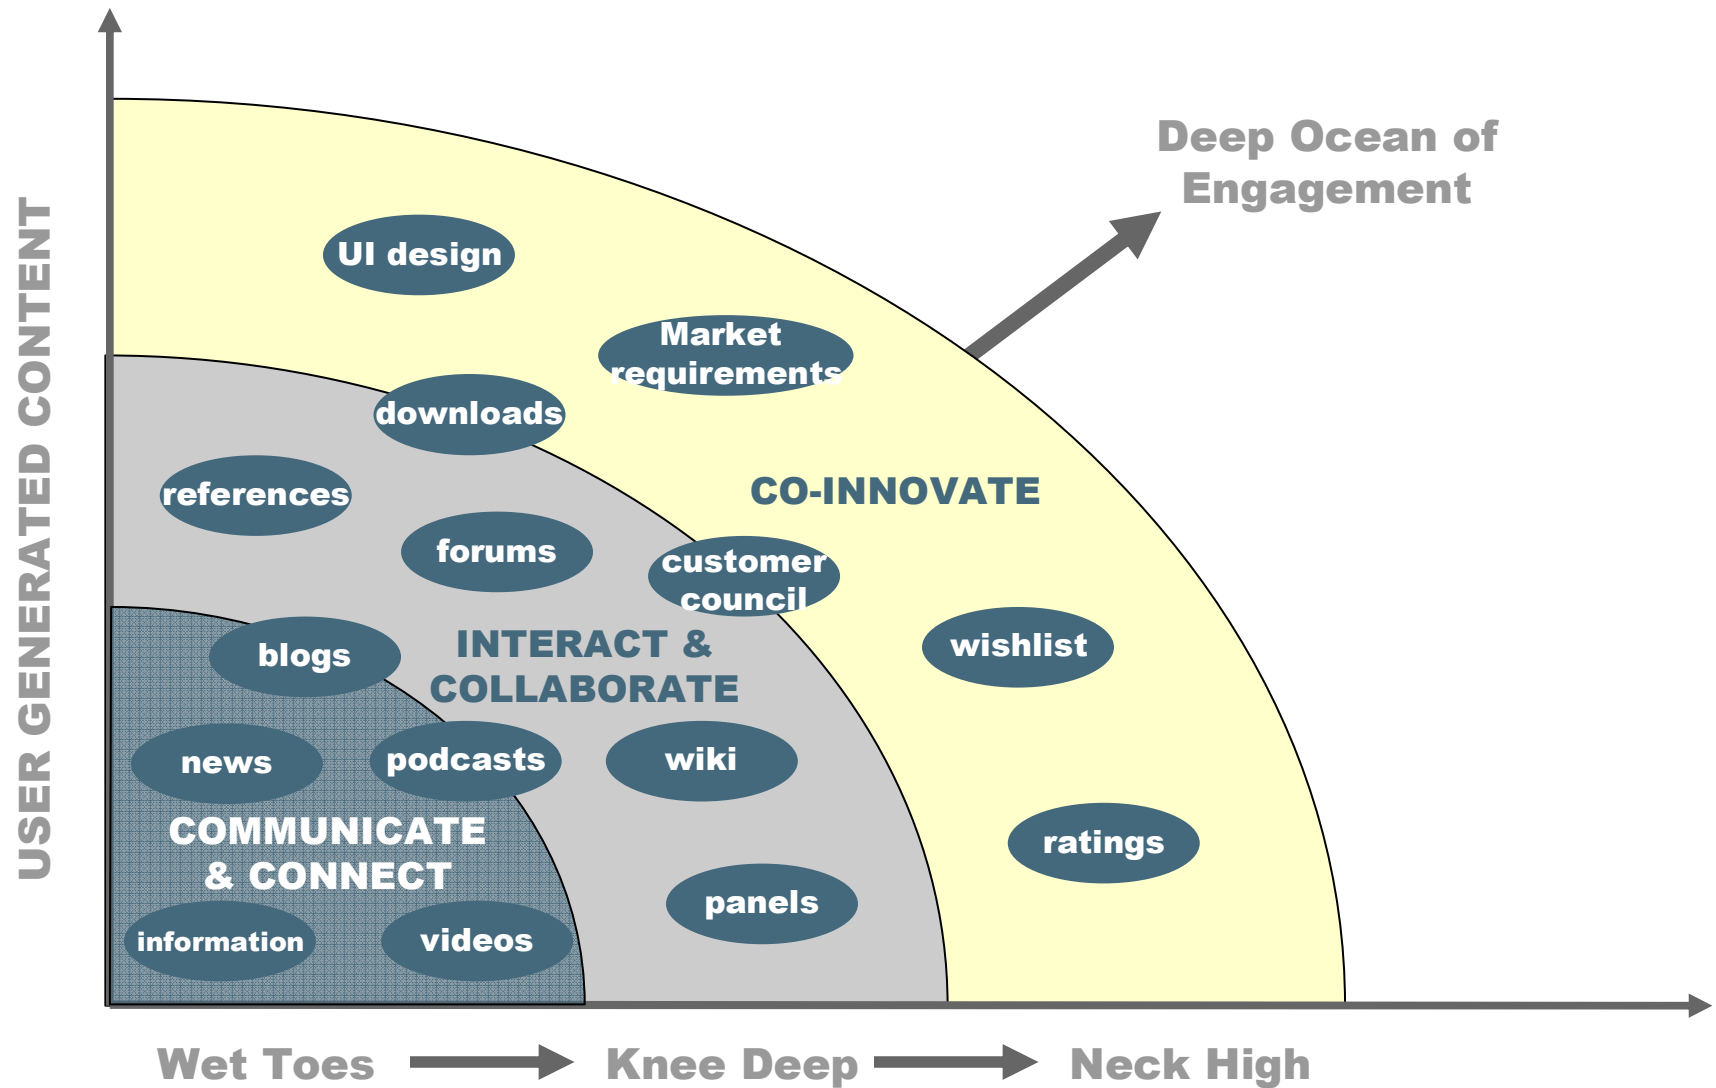 Deep Ocean of
Engagement
USER GENERATED CONTENT
UI design
Market
requirements
downloads
references
CO-INNOVATE
forums
customer
council
blogs
INTERACT &
COLLABORATE
wishlist
news
podcasts
wiki
COMMUNICATE
& CONNECT
ratings
panels
information
videos
Wet Toes
Knee Deep
Neck High